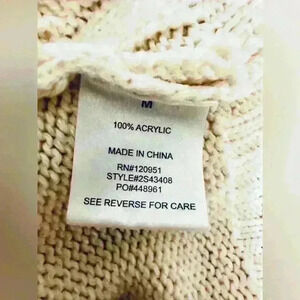 M
100% ACRYLIC
MADE IN CHINA
RN#120951
STYLE#2S43408
PO#448961
SEE REVERSE FOR CARE